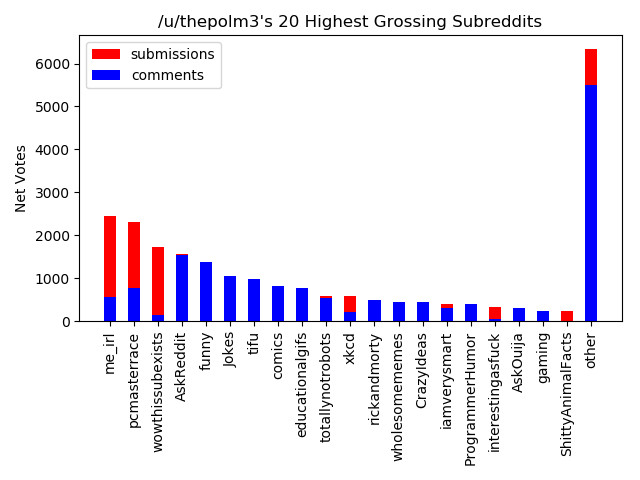 /u/thepolm3's 20 Highest Grossing Subreddits
submissions
comments
Net Votes
6000
5000
4000
3000
2000
1000
0
me_irl
pcmasterrace
wowthissubexists
AskReddit
funny
Jokes
tifu
comics
educationalgifs
totallynotrobots
xkcd
rickandmorty
wholesomememes
CrazyIdeas
iamverysmart
ProgrammerHumor
interestingasfuck
AskOuija
gaming
ShittyAnimalFacts
other